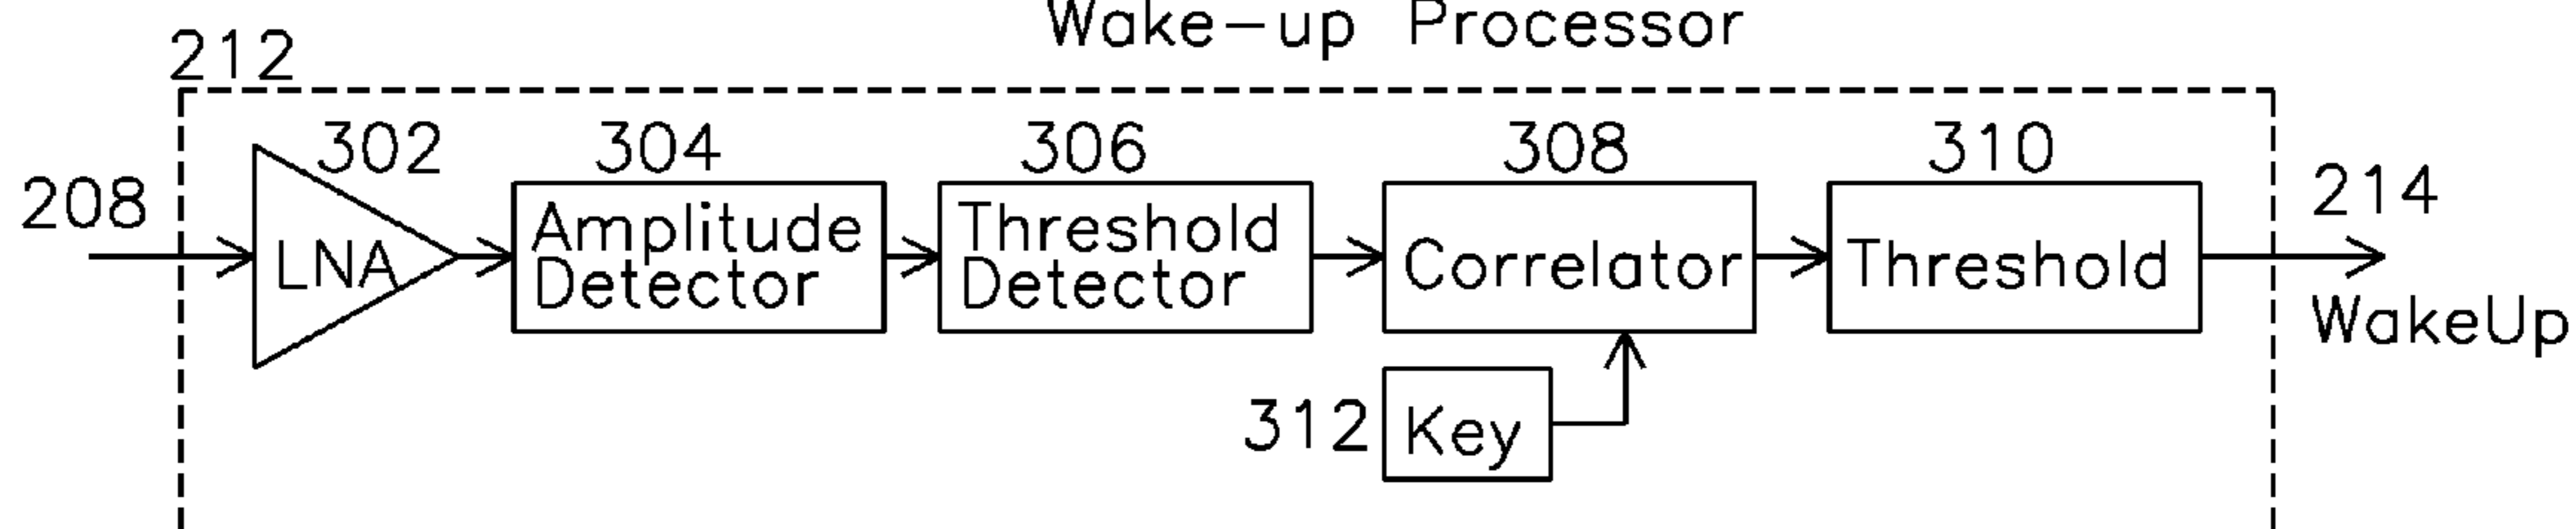 Wake-up Processor
212
302
304
306
308
310
208
214
LNA
Amplitude
Detector
Threshold
Detector
Correlator
Threshold
WakeUp
312
Key